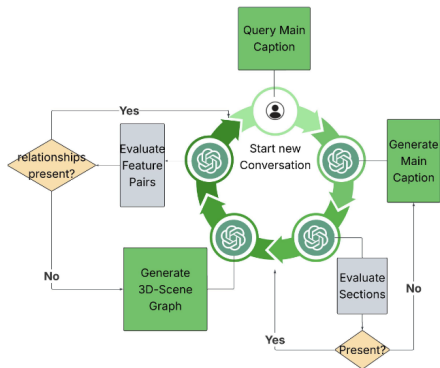 Query Main
Caption
Yes
relationships
present?
Evaluate
Feature
Pairs
Start new
Conversation
Generate
Main
Caption
No
Generate
3D-Scene
Graph
Evaluate
Sections
No
Yes
Present?